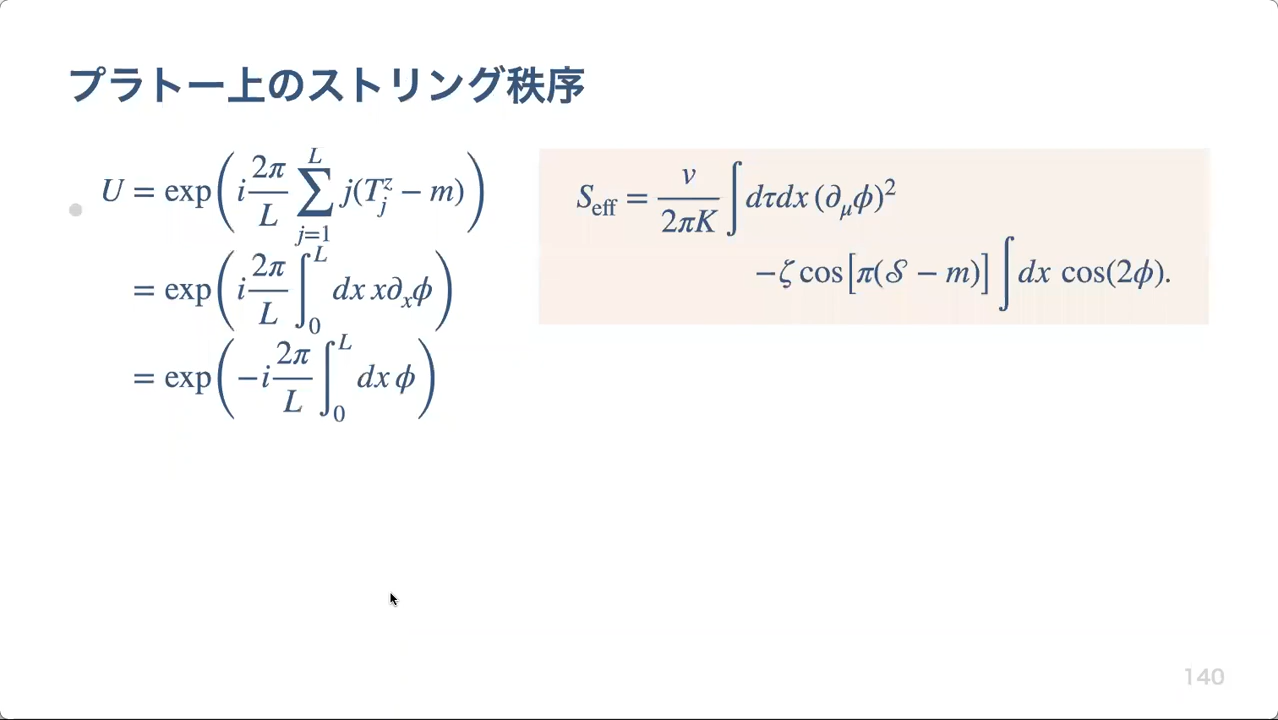 プラトー上のストリング秩序
U = exp(i 2π/L ∑_{j=1}^{L} j(T_j^z − m))
= exp(i 2π/L ∫_0^L dx x∂_xϕ)
= exp(−i 2π/L ∫_0^L dx ϕ)
S_eff = v/2πK ∫ dτdx (∂_μϕ)^2
−ζ cos[π(𝒮 − m)] ∫ dx cos(2ϕ).
140